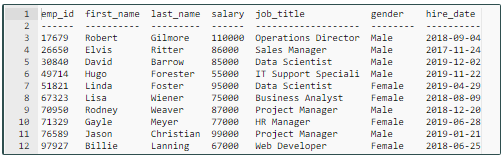 1 emp_id first_name last_name salary job_title gender hire_date
2 ------ ---------- --------- ------ ------------------ ------ ----------
3 17679 Robert Gilmore 110000 Operations Director Male 2018-09-04
4 26650 Elvis Ritter 86000 Sales Manager Male 2017-11-24
5 30840 David Barrow 85000 Data Scientist Male 2019-12-02
6 49714 Hugo Forester 55000 IT Support Speciali Male 2019-11-22
7 51821 Linda Foster 95000 Data Scientist Female 2019-04-29
8 67323 Lisa Wiener 75000 Business Analyst Female 2018-08-09
9 70950 Rodney Weaver 87000 Project Manager Male 2018-12-20
10 71329 Gayle Meyer 77000 HR Manager Female 2019-06-28
11 76589 Jason Christian 99000 Project Manager Male 2019-01-21
12 97927 Billie Lanning 67000 Web Developer Female 2018-06-25